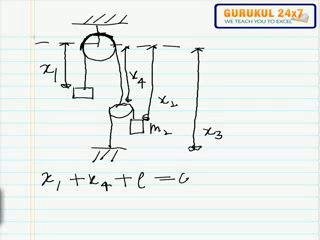 GURUKUL 24x7
WE TEACH YOU TO EXCEL
x₁
x₄
x₂
m₂
x₃
x₁ + x₄ + l = c